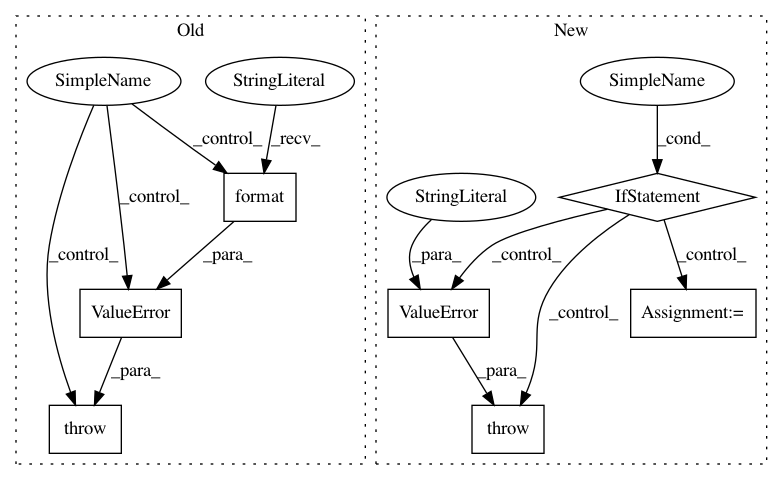 Old
New
SimpleName
StringLiteral
SimpleName
_control_
_recv_
_cond_
format
StringLiteral
IfStatement
_control_
_control_
_para_
_para_
_control_
_control_
ValueError
ValueError
Assignment:=
_control_
_para_
_para_
throw
throw